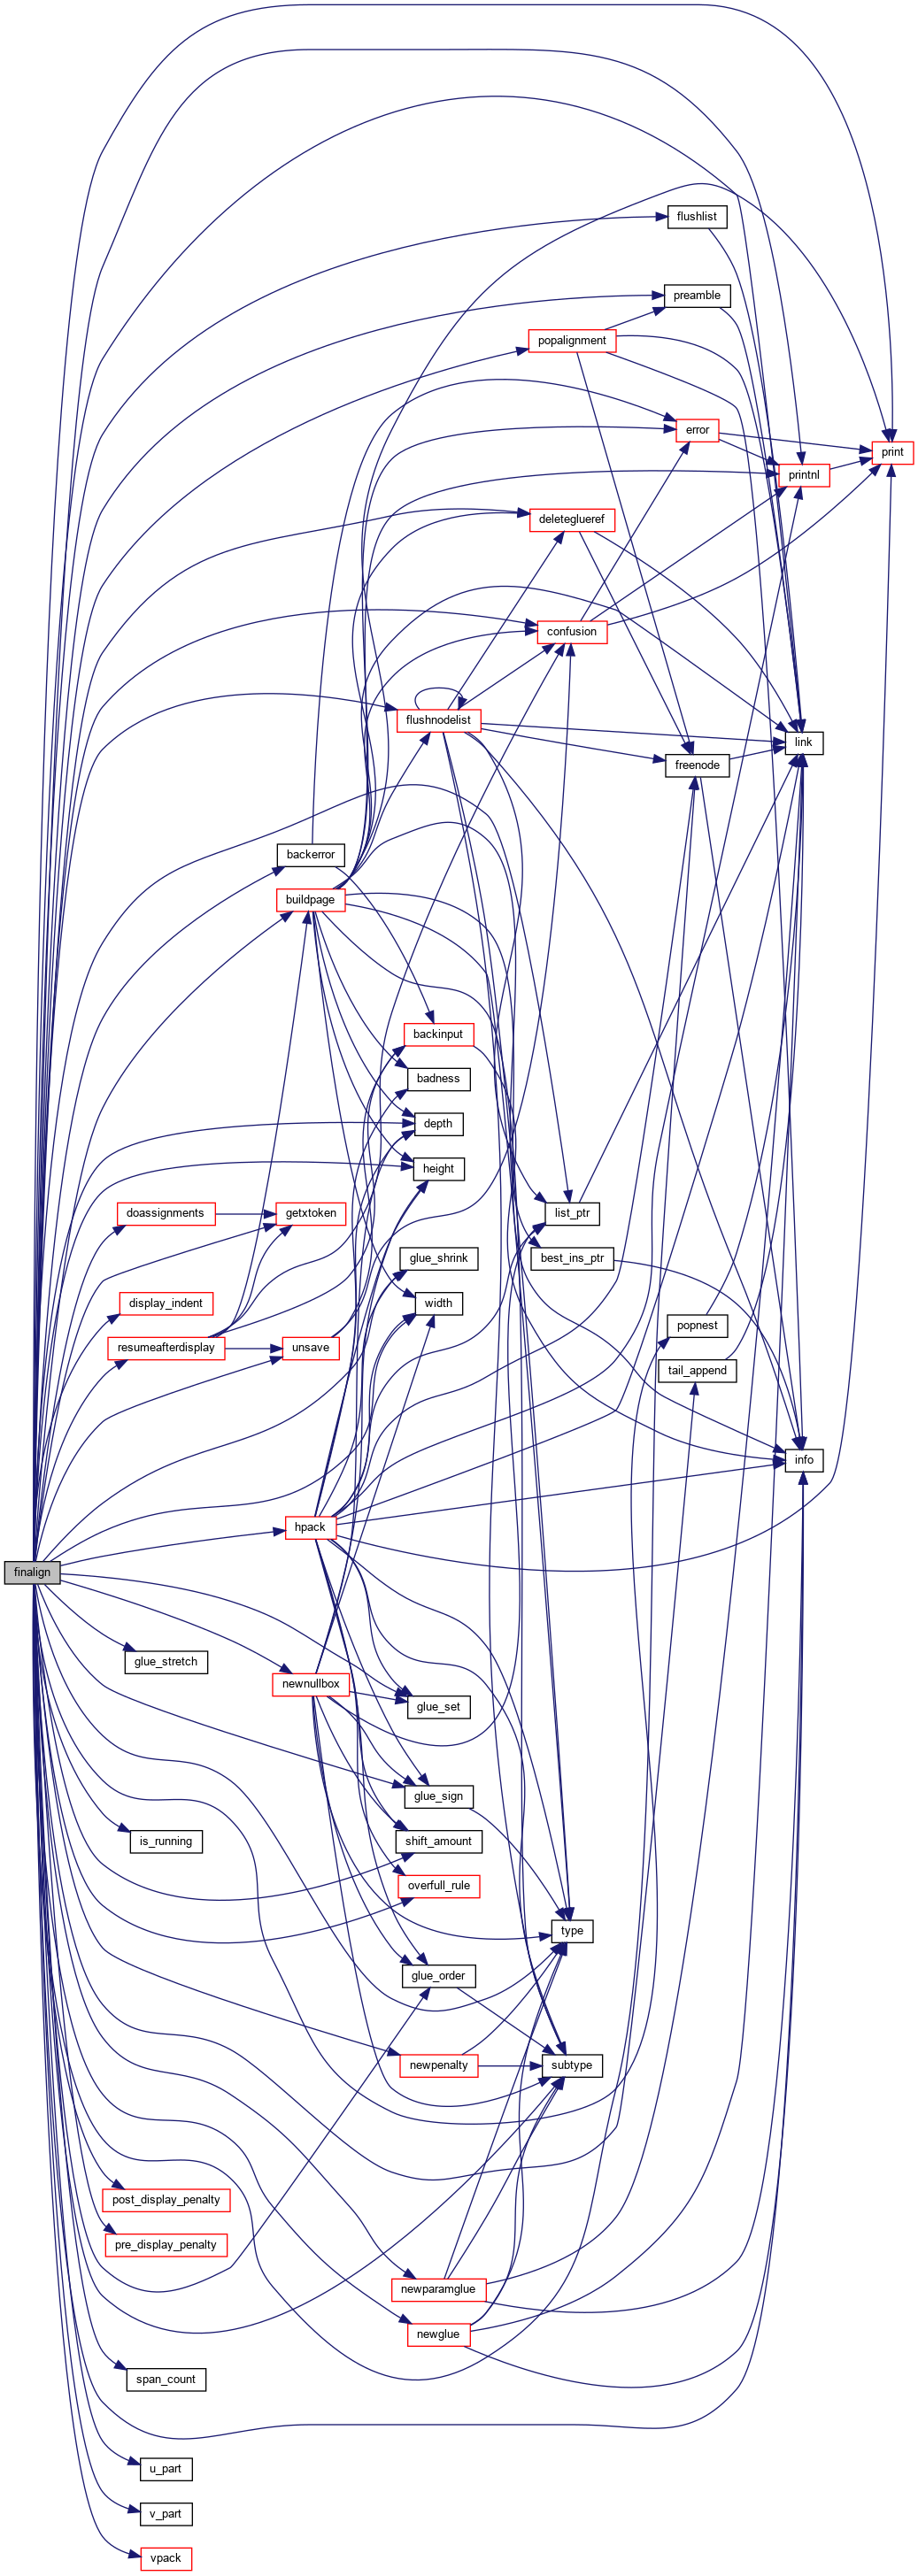 flushlist
preamble
popalignment
error
print
printnl
deleteglueref
confusion
flushnodelist
link
freenode
backerror
buildpage
backinput
badness
depth
height
list_ptr
doassignments
getxtoken
glue_shrink
best_ins_ptr
display_indent
width
popnest
resumeafterdisplay
unsave
tail_append
info
hpack
finalign
glue_stretch
newnullbox
glue_set
glue_sign
is_running
shift_amount
overfull_rule
type
glue_order
newpenalty
subtype
post_display_penalty
pre_display_penalty
newparamglue
newglue
span_count
u_part
v_part
vpack